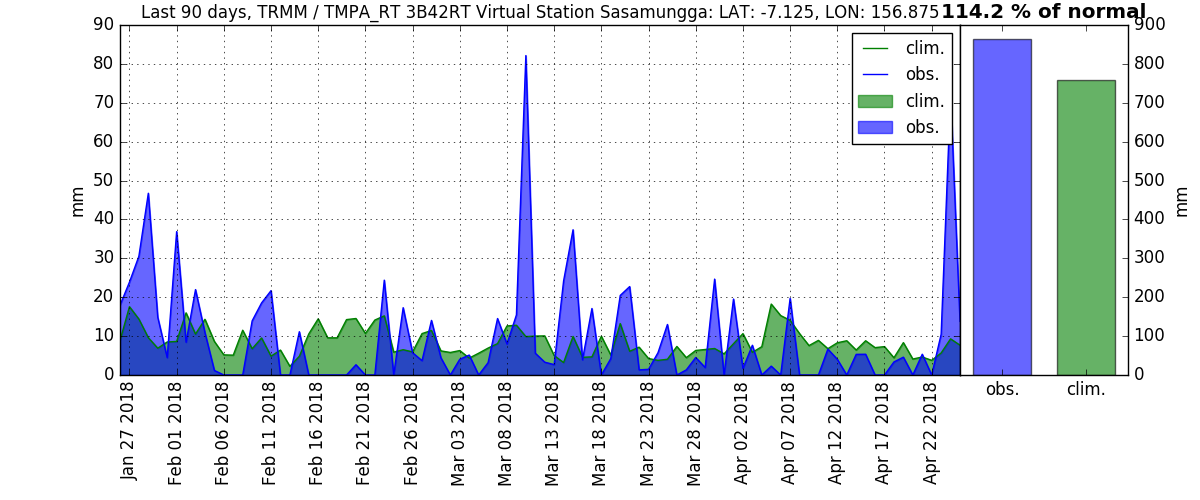 Last 90 days, TRMM / TMPA_RT 3B42RT Virtual Station Sasamungga: LAT: -7.125, LON: 156.875
114.2 % of normal
mm
90
80
70
60
50
40
30
20
10
0
clim.
obs.
clim.
obs.
Jan 27 2018
Feb 01 2018
Feb 06 2018
Feb 11 2018
Feb 16 2018
Feb 21 2018
Feb 26 2018
Mar 03 2018
Mar 08 2018
Mar 13 2018
Mar 18 2018
Mar 23 2018
Mar 28 2018
Apr 02 2018
Apr 07 2018
Apr 12 2018
Apr 17 2018
Apr 22 2018
obs.
clim.
900
800
700
600
500
400
300
200
100
0
mm